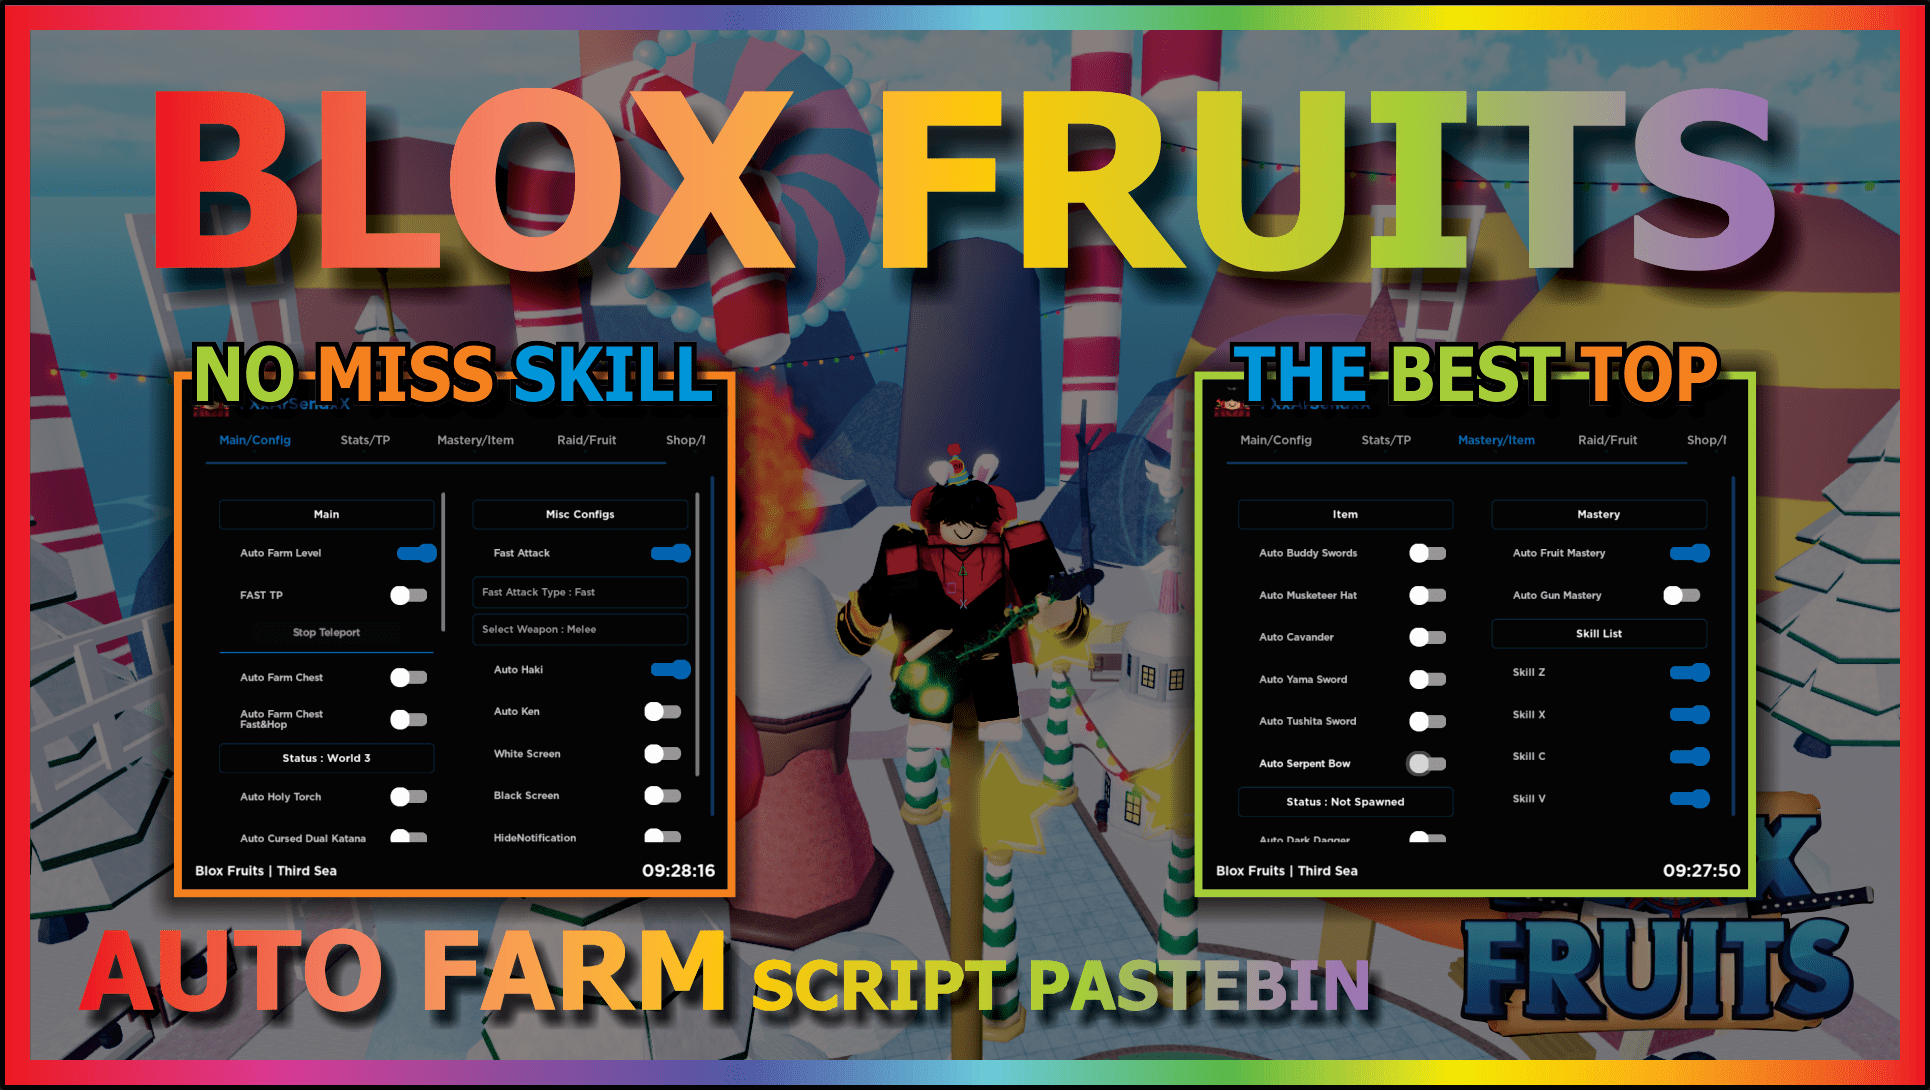 BLOX FRUITS
NO MISS SKILL
Main/Config Stats/TP Mastery/Item Raid/Fruit Shop/
Main
Auto Farm Level
FAST TP
Stop Teleport
Auto Farm Chest
Auto Farm Chest
Fast&Hop
Status : World 3
Auto Holy Torch
Auto Cursed Dual Katana
Misc Configs
Fast Attack
Fast Attack Type : Fast
Select Weapon : Melee
Auto Haki
Auto Ken
White Screen
Black Screen
HideNotification
Blox Fruits | Third Sea 09:28:16
THE BEST TOP
Main/Config Stats/TP Mastery/Item Raid/Fruit Shop/
Item
Auto Buddy Swords
Auto Musketeer Hat
Auto Cavander
Auto Yama Sword
Auto Tushita Sword
Auto Serpent Bow
Status : Not Spawned
Auto Dark Dagger
Mastery
Auto Fruit Mastery
Auto Gun Mastery
Skill List
Skill Z
Skill X
Skill C
Skill V
Blox Fruits | Third Sea 09:27:50
AUTO FARM SCRIPT PASTEBIN
FRUITS